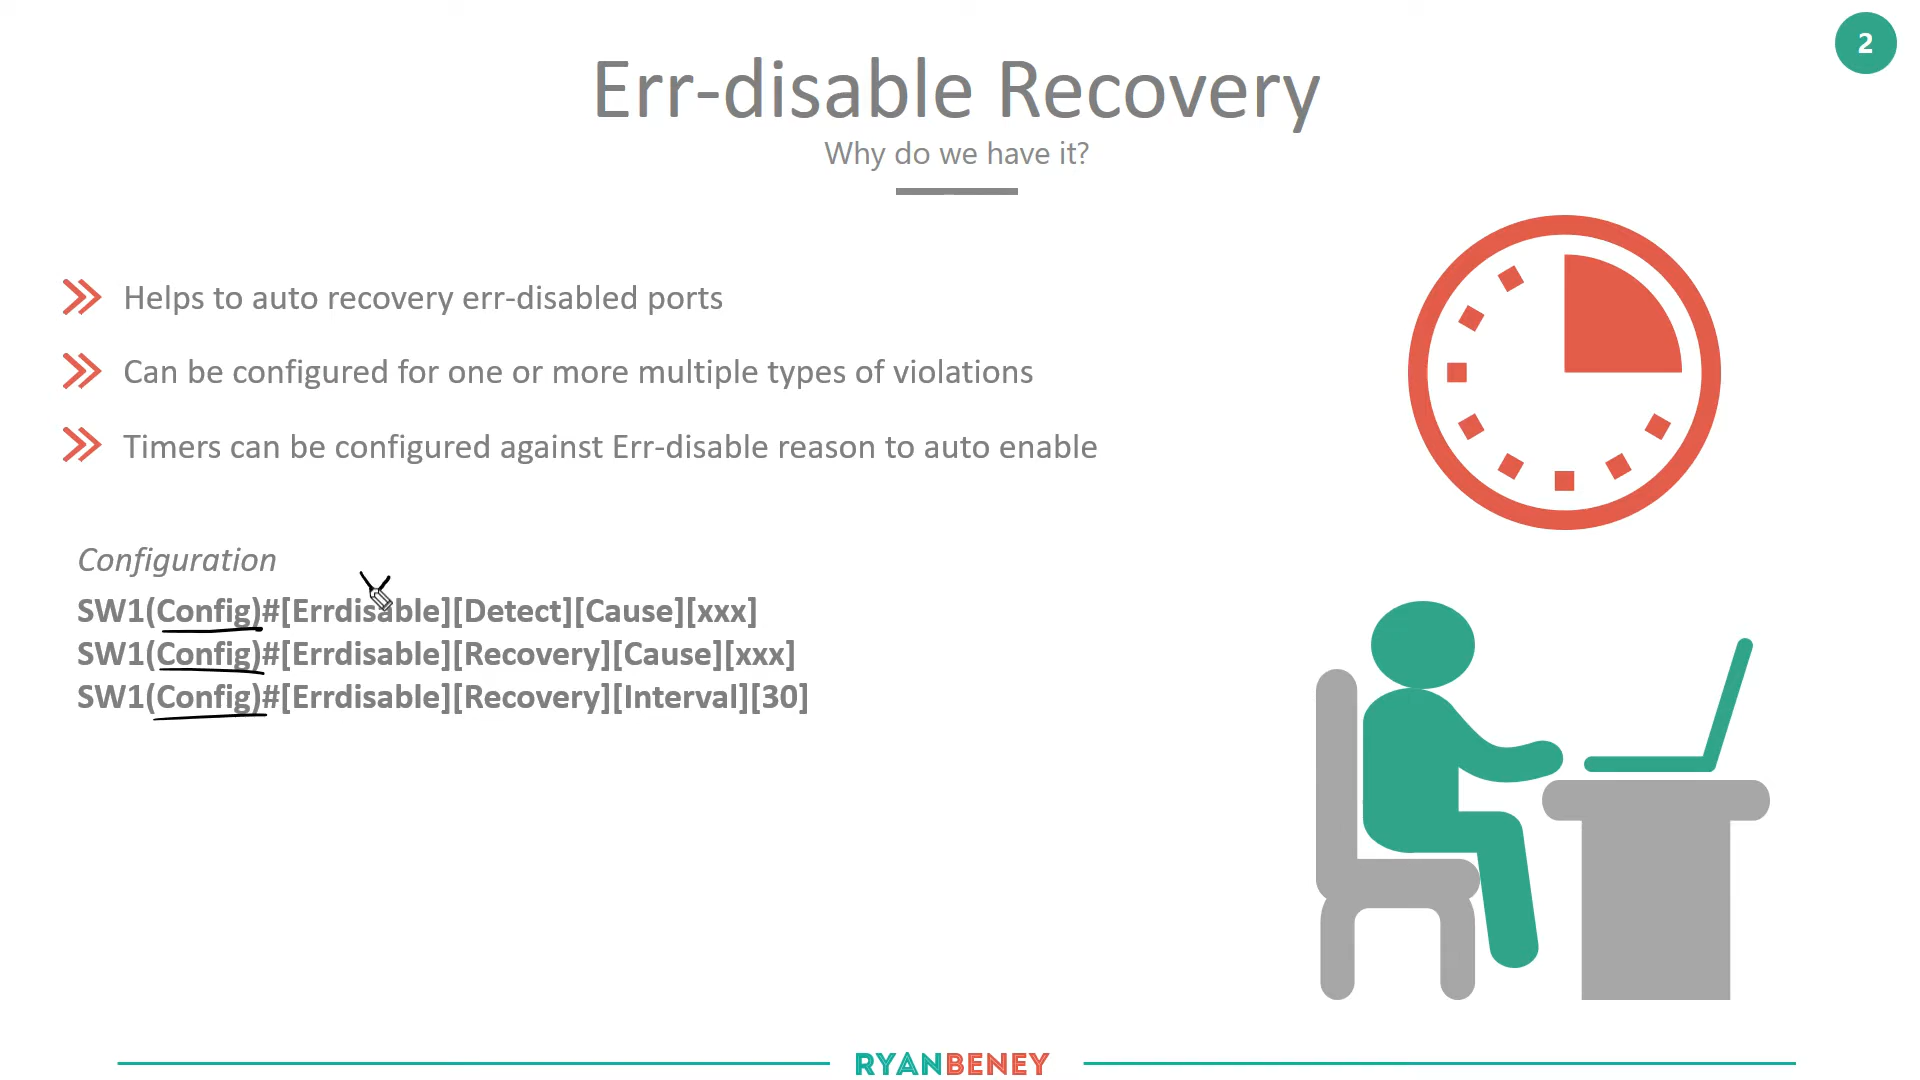 2
Err-disable Recovery
Why do we have it?
Helps to auto recovery err-disabled ports
Can be configured for one or more multiple types of violations
Timers can be configured against Err-disable reason to auto enable
Configuration
SW1(Config)#[Errdisable][Detect][Cause][xxx]
SW1(Config)#[Errdisable][Recovery][Cause][xxx]
SW1(Config)#[Errdisable][Recovery][Interval][30]
RYANBENEY